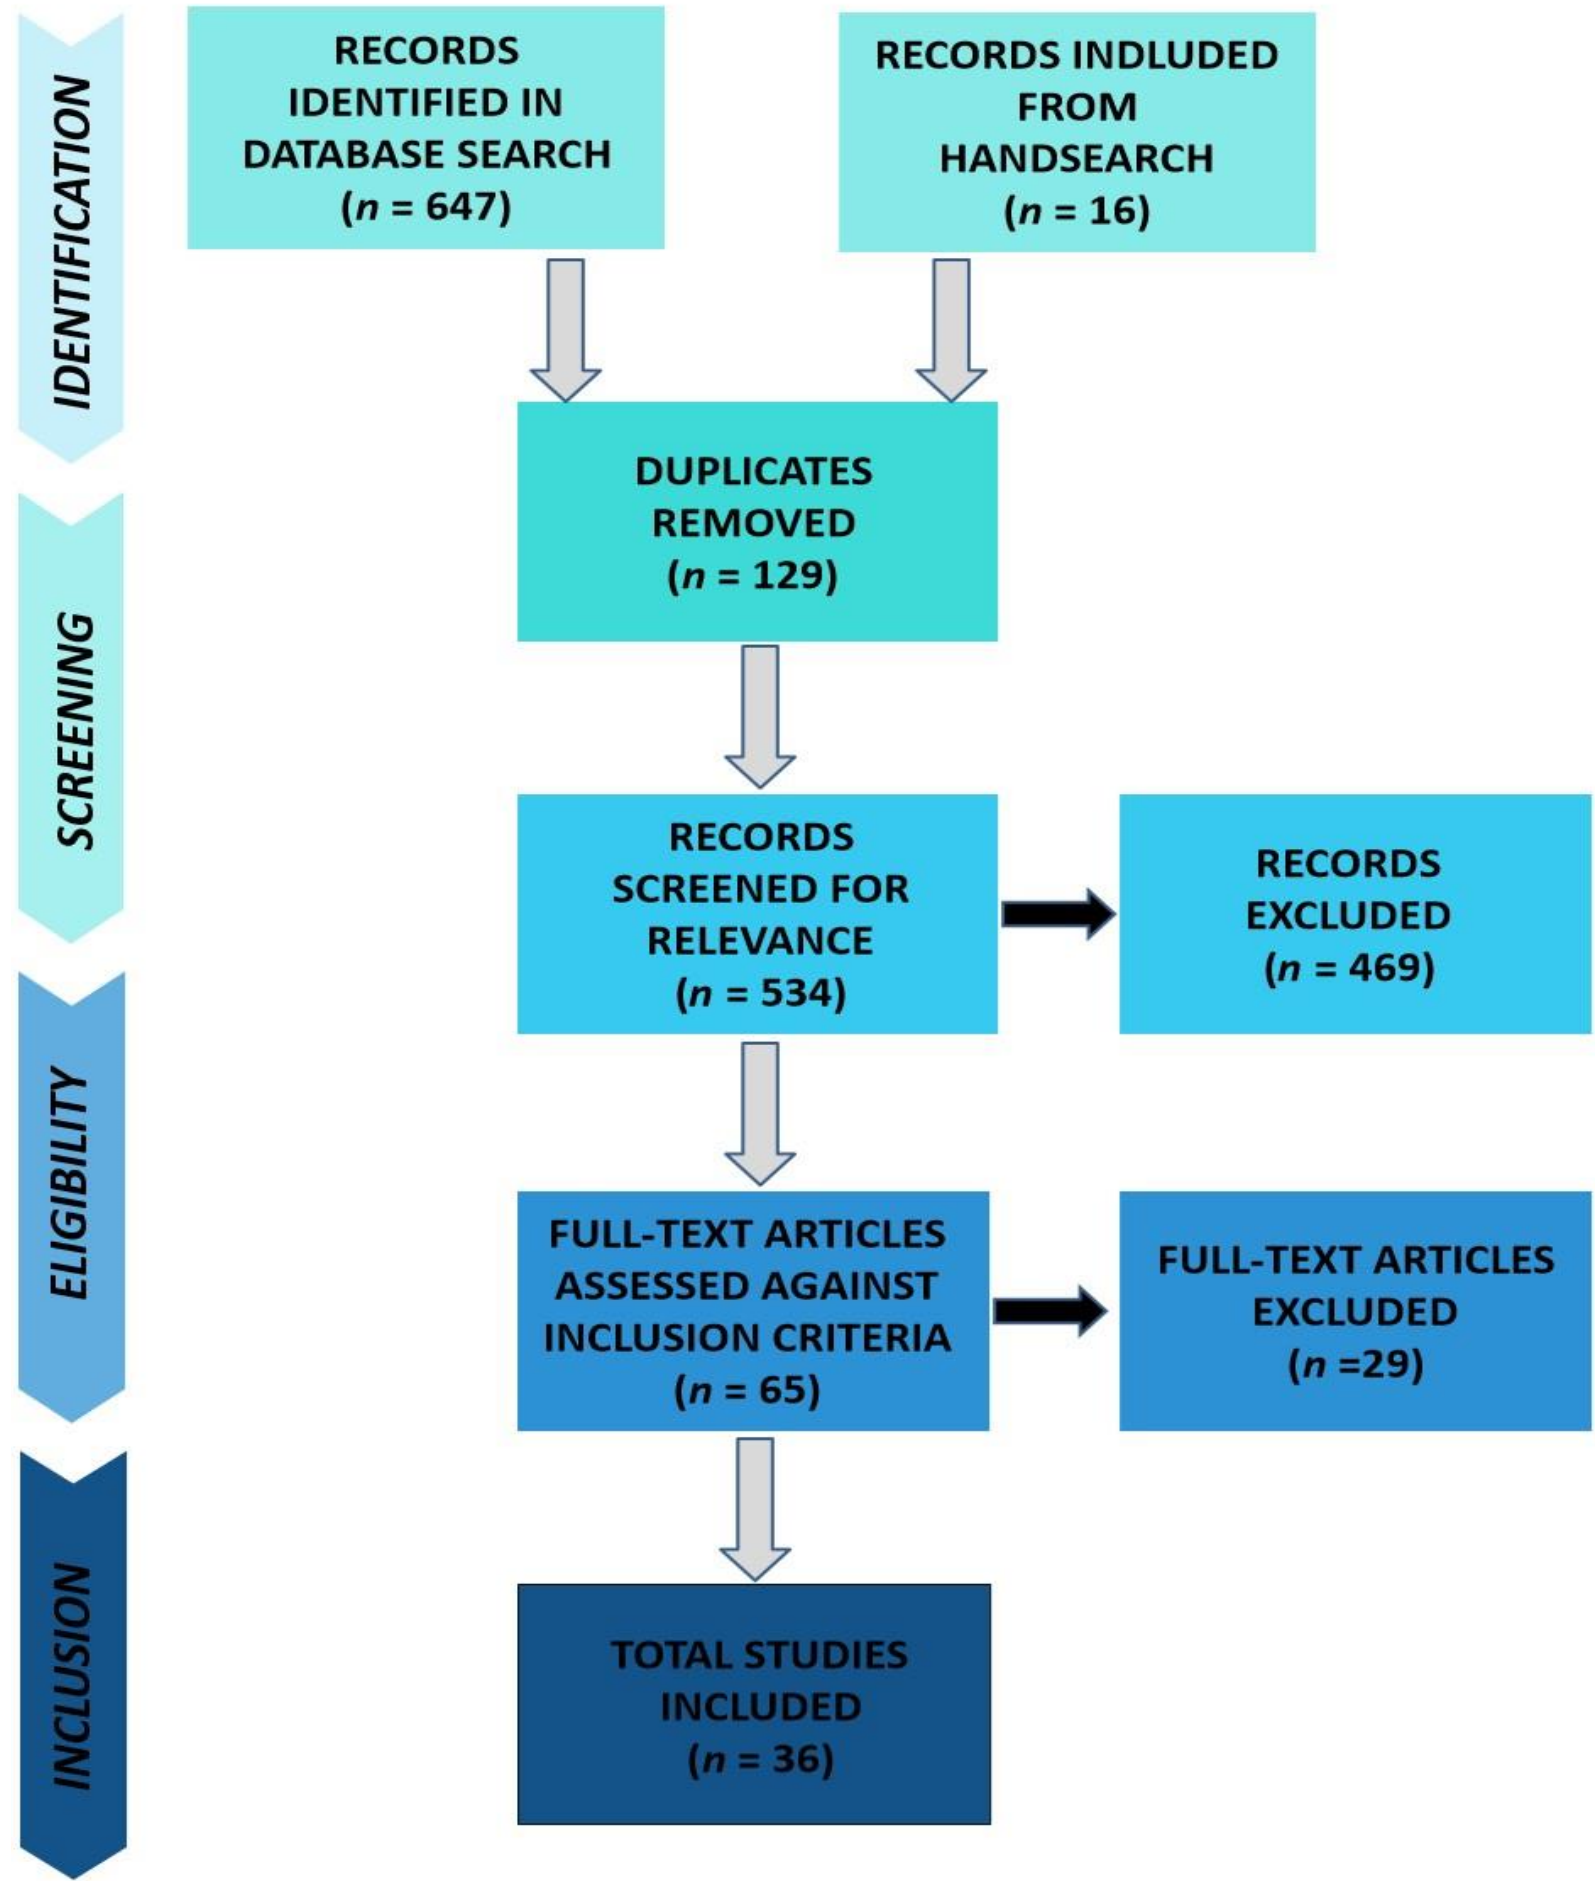 IDENTIFICATION
RECORDS
IDENTIFIED IN
DATABASE SEARCH
(n = 647)
RECORDS INDLUDED
FROM
HANDSEARCH
(n = 16)
DUPLICATES
REMOVED
(n = 129)
SCREENING
RECORDS
SCREENED FOR
RELEVANCE
(n = 534)
RECORDS
EXCLUDED
(n = 469)
ELIGIBILITY
FULL-TEXT ARTICLES
ASSESSED AGAINST
INCLUSION CRITERIA
(n = 65)
FULL-TEXT ARTICLES
EXCLUDED
(n =29)
INCLUSION
TOTAL STUDIES
INCLUDED
(n = 36)